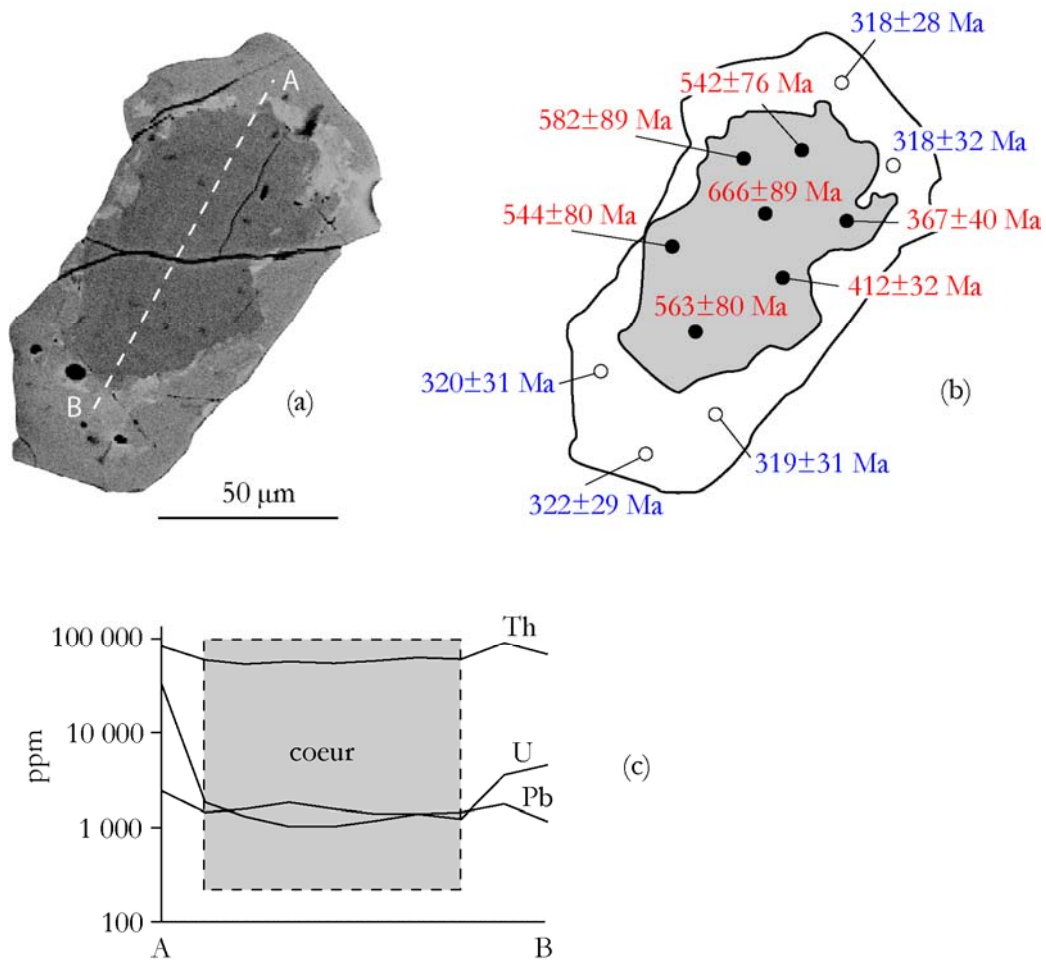 A
B
(a)
50 µm
318±28 Ma
542±76 Ma
582±89 Ma
318±32 Ma
666±89 Ma
544±80 Ma
367±40 Ma
412±32 Ma
563±80 Ma
320±31 Ma
(b)
319±31 Ma
322±29 Ma
100 000
Th
10 000
ppm
coeur
U
(c)
Pb
1 000
100
A
B